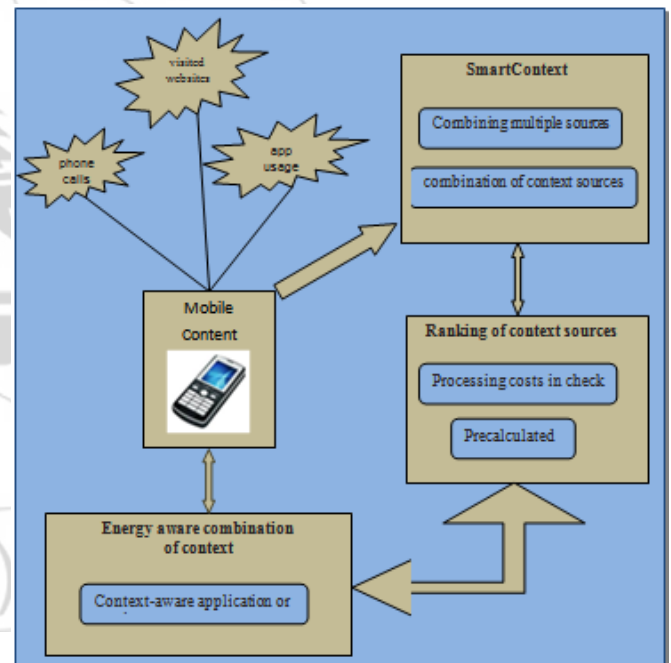 visited
websites
phone
calls
app
usage
Mobile
Content
SmartContext
Combining multiple sources
combination of context sources
Ranking of context sources
Processing costs in check
Precalculated
Energy aware combination
of context
Context-aware application or